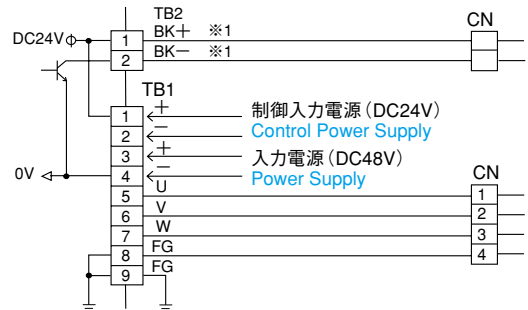 TB2
CN
DC24V
1 BK+ ※1
2 BK− ※1
TB1
1 + 制御入力電源（DC24V）
2 − Control Power Supply
3 + 入力電源（DC48V）
0V
4 − Power Supply
CN
5 U 1
6 V 2
7 W 3
8 FG 4
9 FG